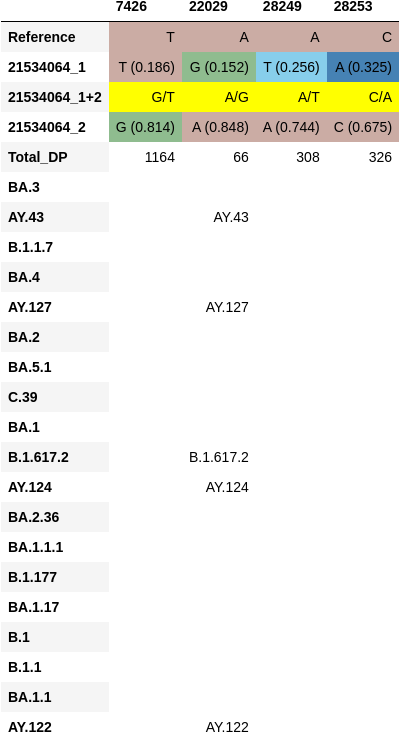 7426 22029 28249 28253
Reference T A A C
21534064_1 T (0.186) G (0.152) T (0.256) A (0.325)
21534064_1+2 G/T A/G A/T C/A
21534064_2 G (0.814) A (0.848) A (0.744) C (0.675)
Total_DP 1164 66 308 326
BA.3
AY.43 AY.43
B.1.1.7
BA.4
AY.127 AY.127
BA.2
BA.5.1
C.39
BA.1
B.1.617.2 B.1.617.2
AY.124 AY.124
BA.2.36
BA.1.1.1
B.1.177
BA.1.17
B.1
B.1.1
BA.1.1
AY.122 AY.122